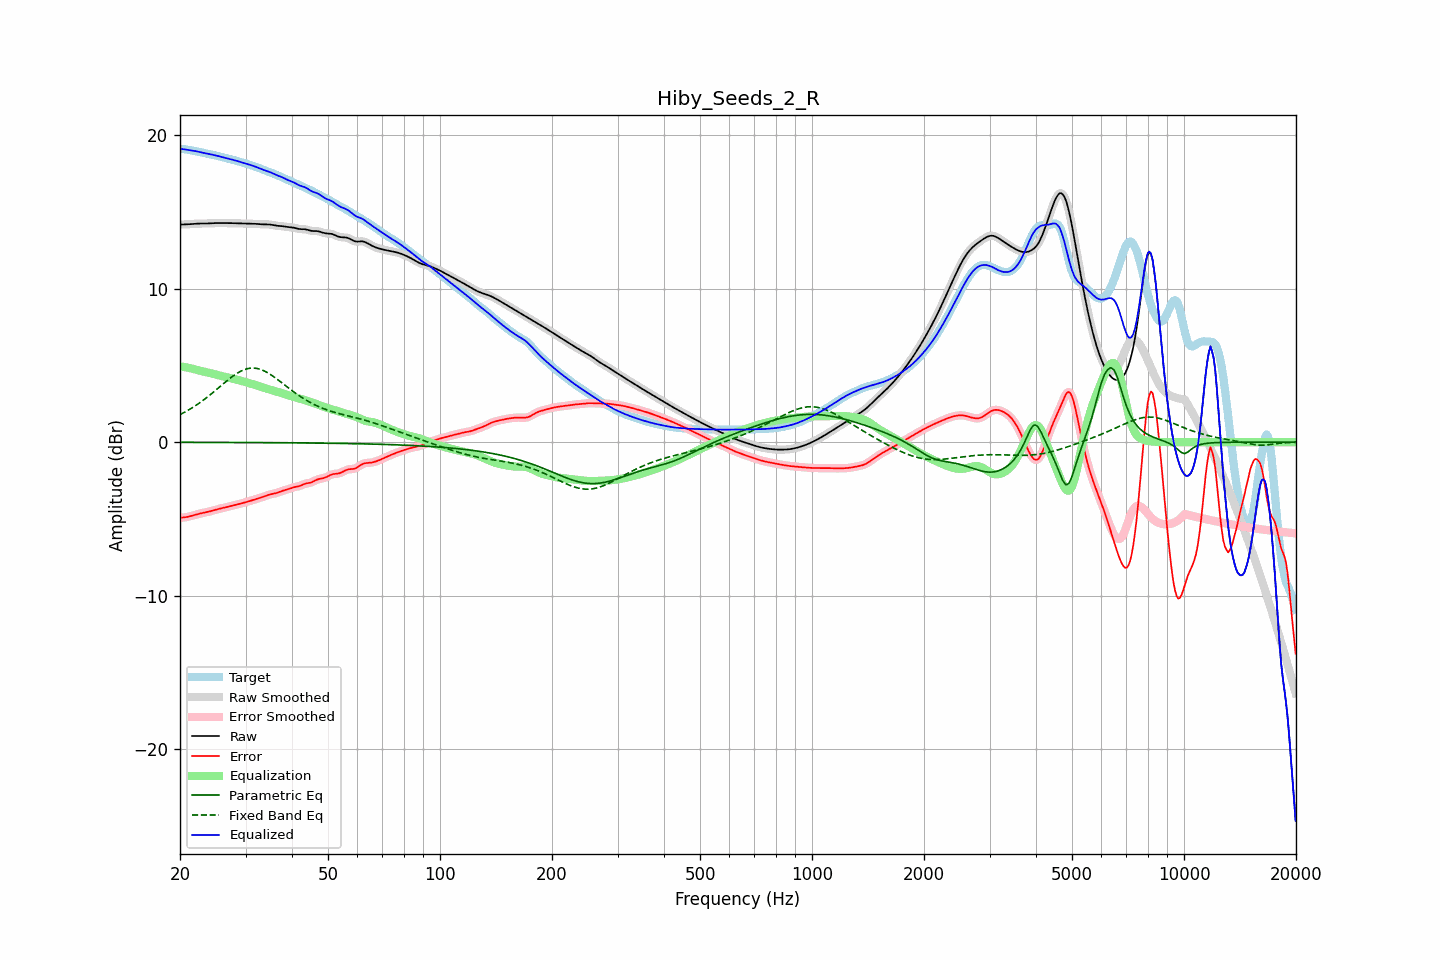 Hiby_Seeds_2_R
20
10
0
−10
−20
Amplitude (dBr)
Target
Raw Smoothed
Error Smoothed
Raw
Error
Equalization
Parametric Eq
Fixed Band Eq
Equalized
20 50 100 200 500 1000 2000 5000 10000 20000
Frequency (Hz)